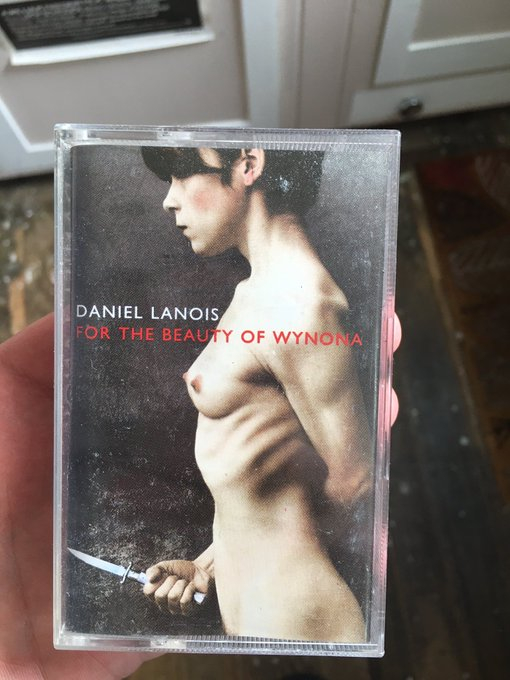 DANIEL LANOIS
FOR THE BEAUTY OF WYNONA